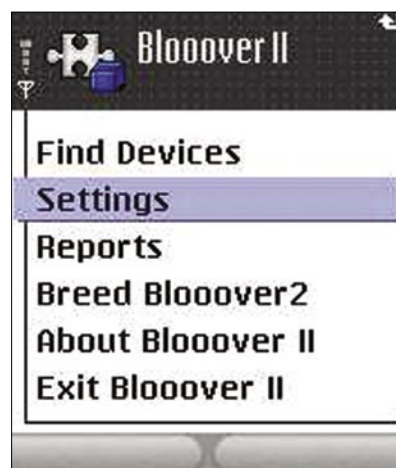 Blooover II
Find Devices
Settings
Reports
Breed Blooover2
About Blooover II
Exit Blooover II